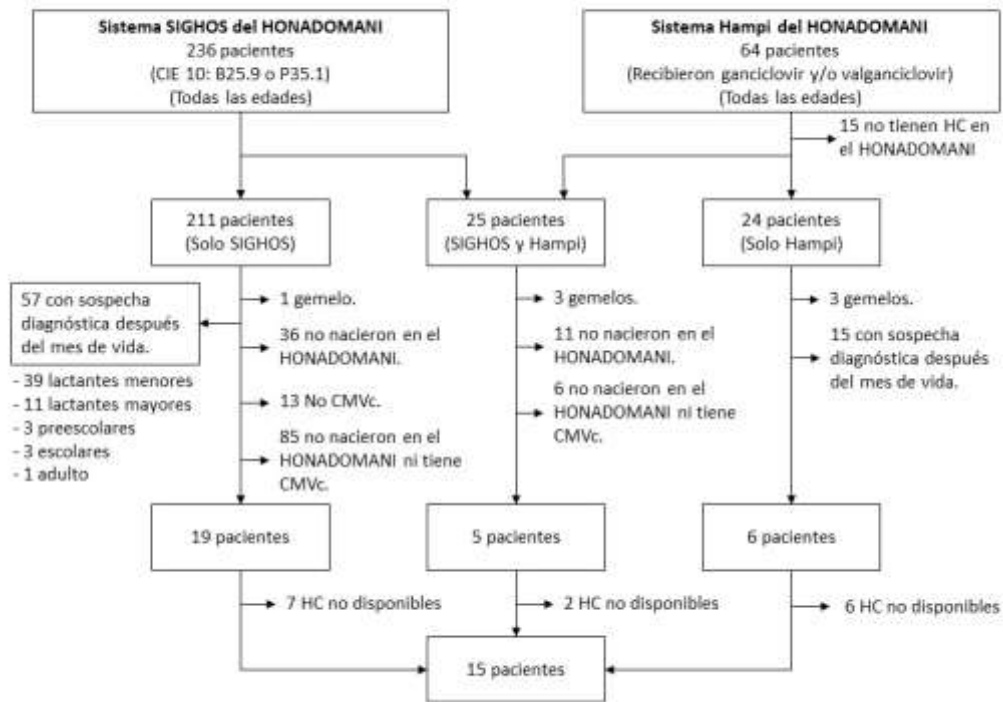 Sistema SIGHOS del HONADOMANI
236 pacientes
(CIE 10: B25.9 o P35.1)
(Todas las edades)
Sistema Hampi del HONADOMANI
64 pacientes
(Recibieron ganciclovir y/o valganciclovir)
(Todas las edades)
15 no tienen HC en
el HONADOMANI
211 pacientes
(Solo SIGHOS)
25 pacientes
(SIGHOS y Hampi)
24 pacientes
(Solo Hampi)
57 con sospecha
diagnóstica después
del mes de vida.
- 39 lactantes menores
- 11 lactantes mayores
- 3 preescolares
- 3 escolares
- 1 adulto
1 gemelo.
36 no nacieron en el
HONADOMANI.
13 No CMVc.
85 no nacieron en el
HONADOMANI ni tiene
CMVc.
3 gemelos.
11 no nacieron en el
HONADOMANI.
6 no nacieron en el
HONADOMANI ni tiene
CMVc.
3 gemelos.
15 con sospecha
diagnóstica después
del mes de vida.
19 pacientes
5 pacientes
6 pacientes
7 HC no disponibles
2 HC no disponibles
6 HC no disponibles
15 pacientes